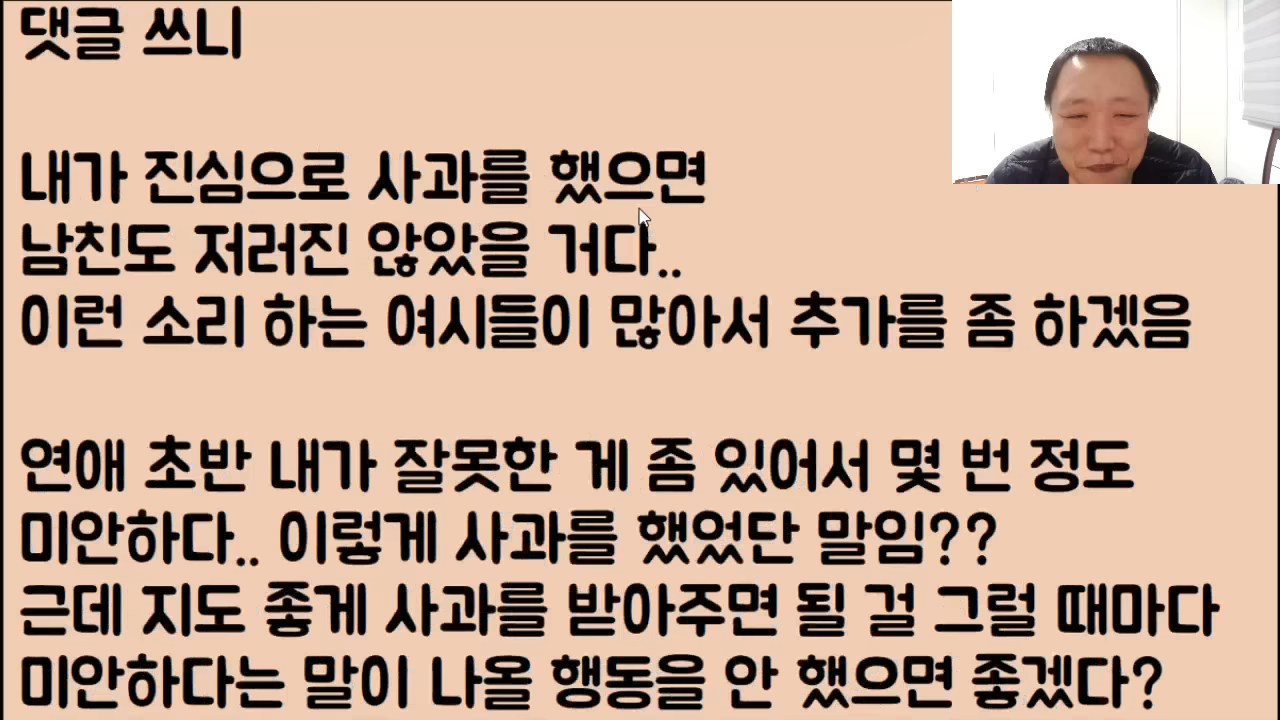 댓글 쓰니
내가 진심으로 사과를 했으면
남친도 저러진 않았을 거다..
이런 소리 하는 여시들이 많아서 추가를 좀 하겠음
연애 초반 내가 잘못한 게 좀 있어서 몇 번 정도
미안하다.. 이렇게 사과를 했었단 말임??
근데 지도 좋게 사과를 받아주면 될 걸 그럴 때마다
미안하다는 말이 나올 행동을 안 했으면 좋겠다?